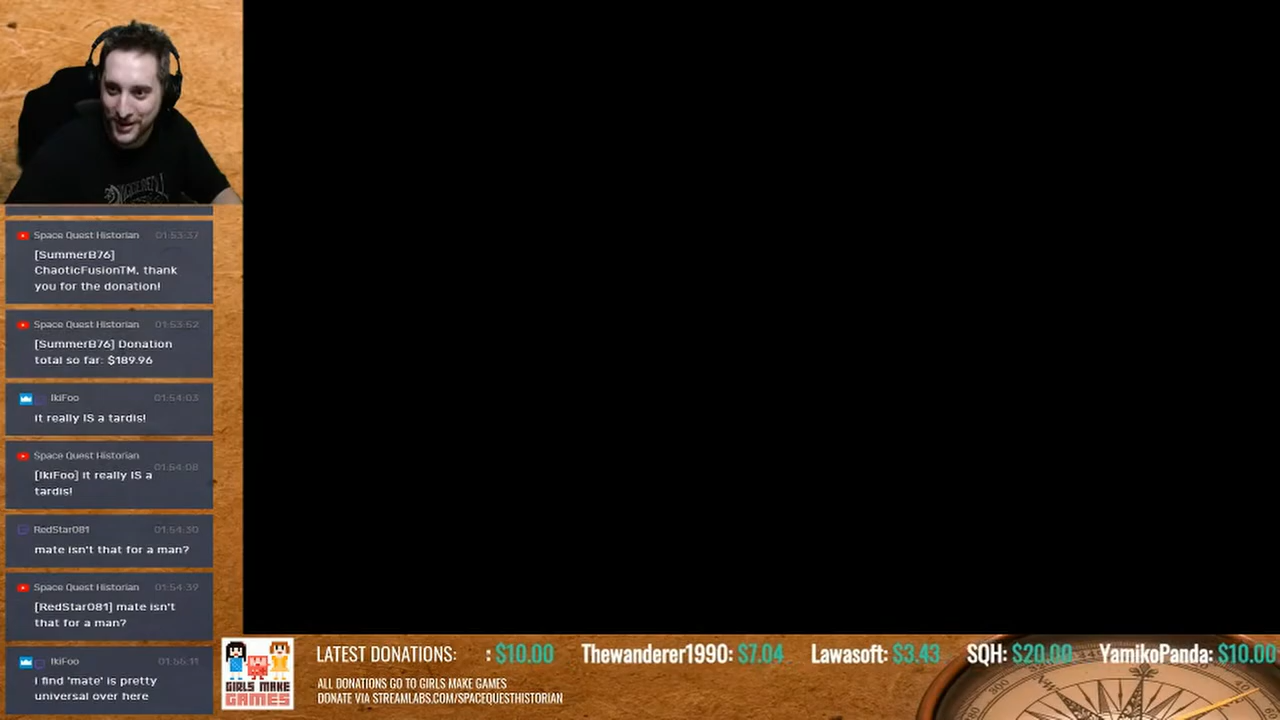 Space Quest Historian 01:53:37
[SummerB76]
ChaoticFusionTM, thank
you for the donation!
Space Quest Historian 01:53:52
[SummerB76] Donation
total so far: $189.96
IkiFoo 01:54:03
it really IS a tardis!
Space Quest Historian
01:54:08
[IkiFoo] it really IS a
tardis!
RedStar081 01:54:30
mate isn't that for a man?
Space Quest Historian 01:54:39
[RedStar081] mate isn't
that for a man?
IkiFoo 01:55:11
i find 'mate' is pretty
universal over here
GIRLS MAKE
GAMES
LATEST DONATIONS: : $10.00 Thewanderer1990: $7.04 Lawasoft: $3.43 SQH: $20.00 YamikoPanda: $10.00
ALL DONATIONS GO TO GIRLS MAKE GAMES
DONATE VIA STREAMLABS.COM/SPACEQUESTHISTORIAN